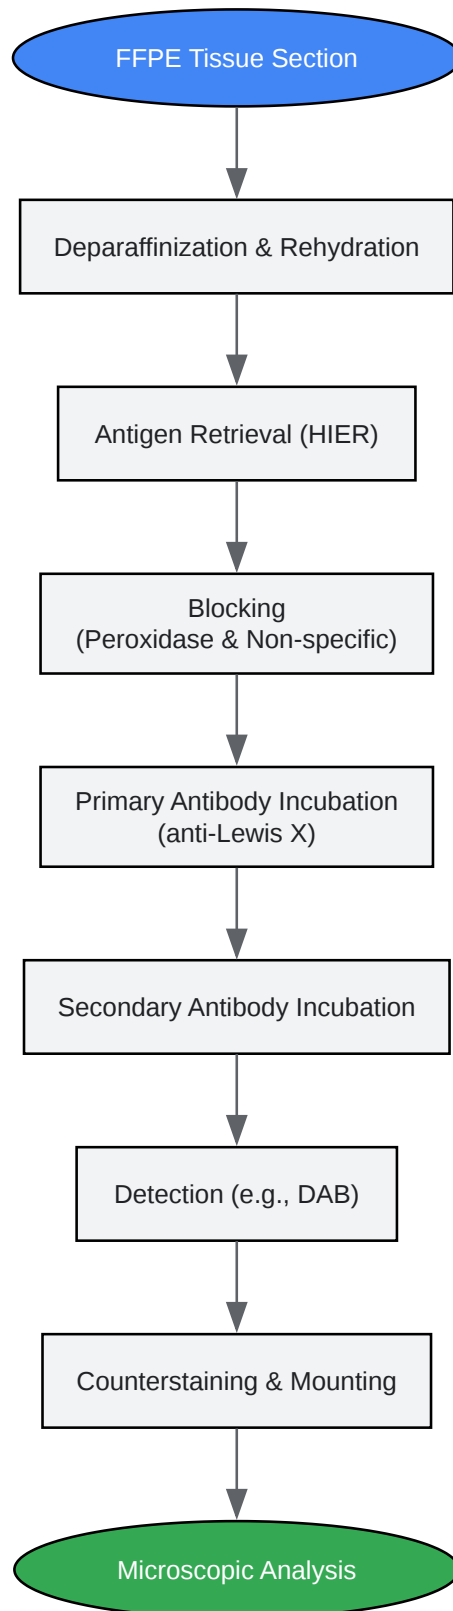 FFPE Tissue Section
Deparaffinization & Rehydration
Antigen Retrieval (HIER)
Blocking
(Peroxidase & Non-specific)
Primary Antibody Incubation
(anti-Lewis X)
Secondary Antibody Incubation
Detection (e.g., DAB)
Counterstaining & Mounting
Microscopic Analysis